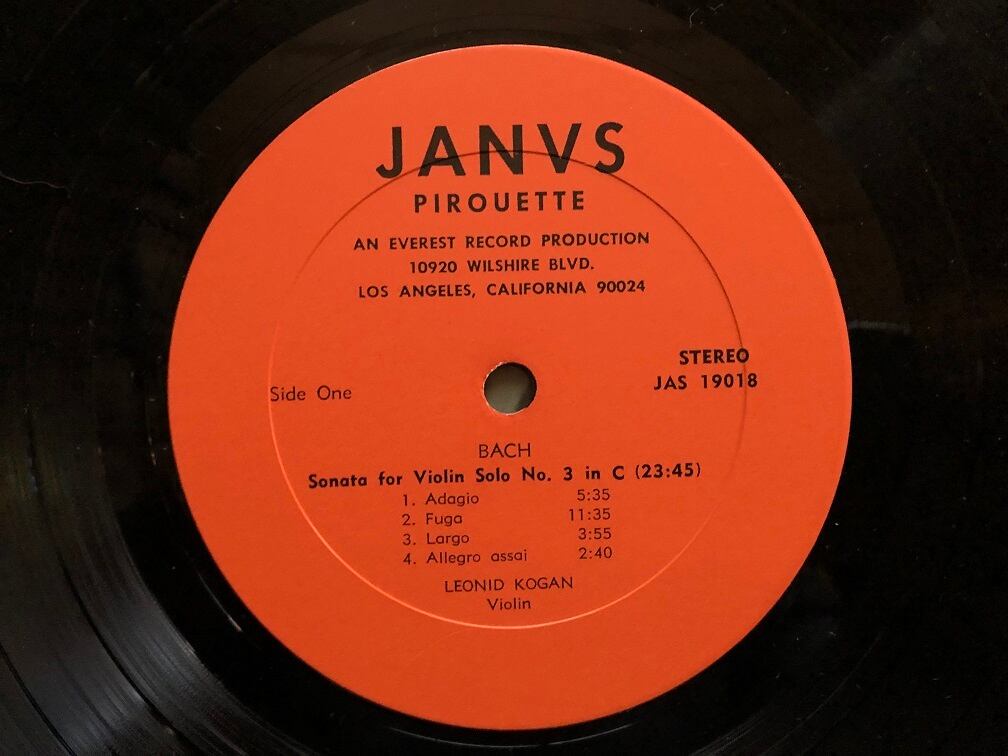 JANVS
PIROUETTE
AN EVEREST RECORD PRODUCTION
10920 WILSHIRE BLVD.
LOS ANGELES, CALIFORNIA 90024
STEREO
JAS 19018
Side One
BACH
Sonata for Violin Solo No. 3 in C (23:45)
1. Adagio 5:35
2. Fuga 11:35
3. Largo 3:55
4. Allegro assai 2:40
LEONID KOGAN
Violin